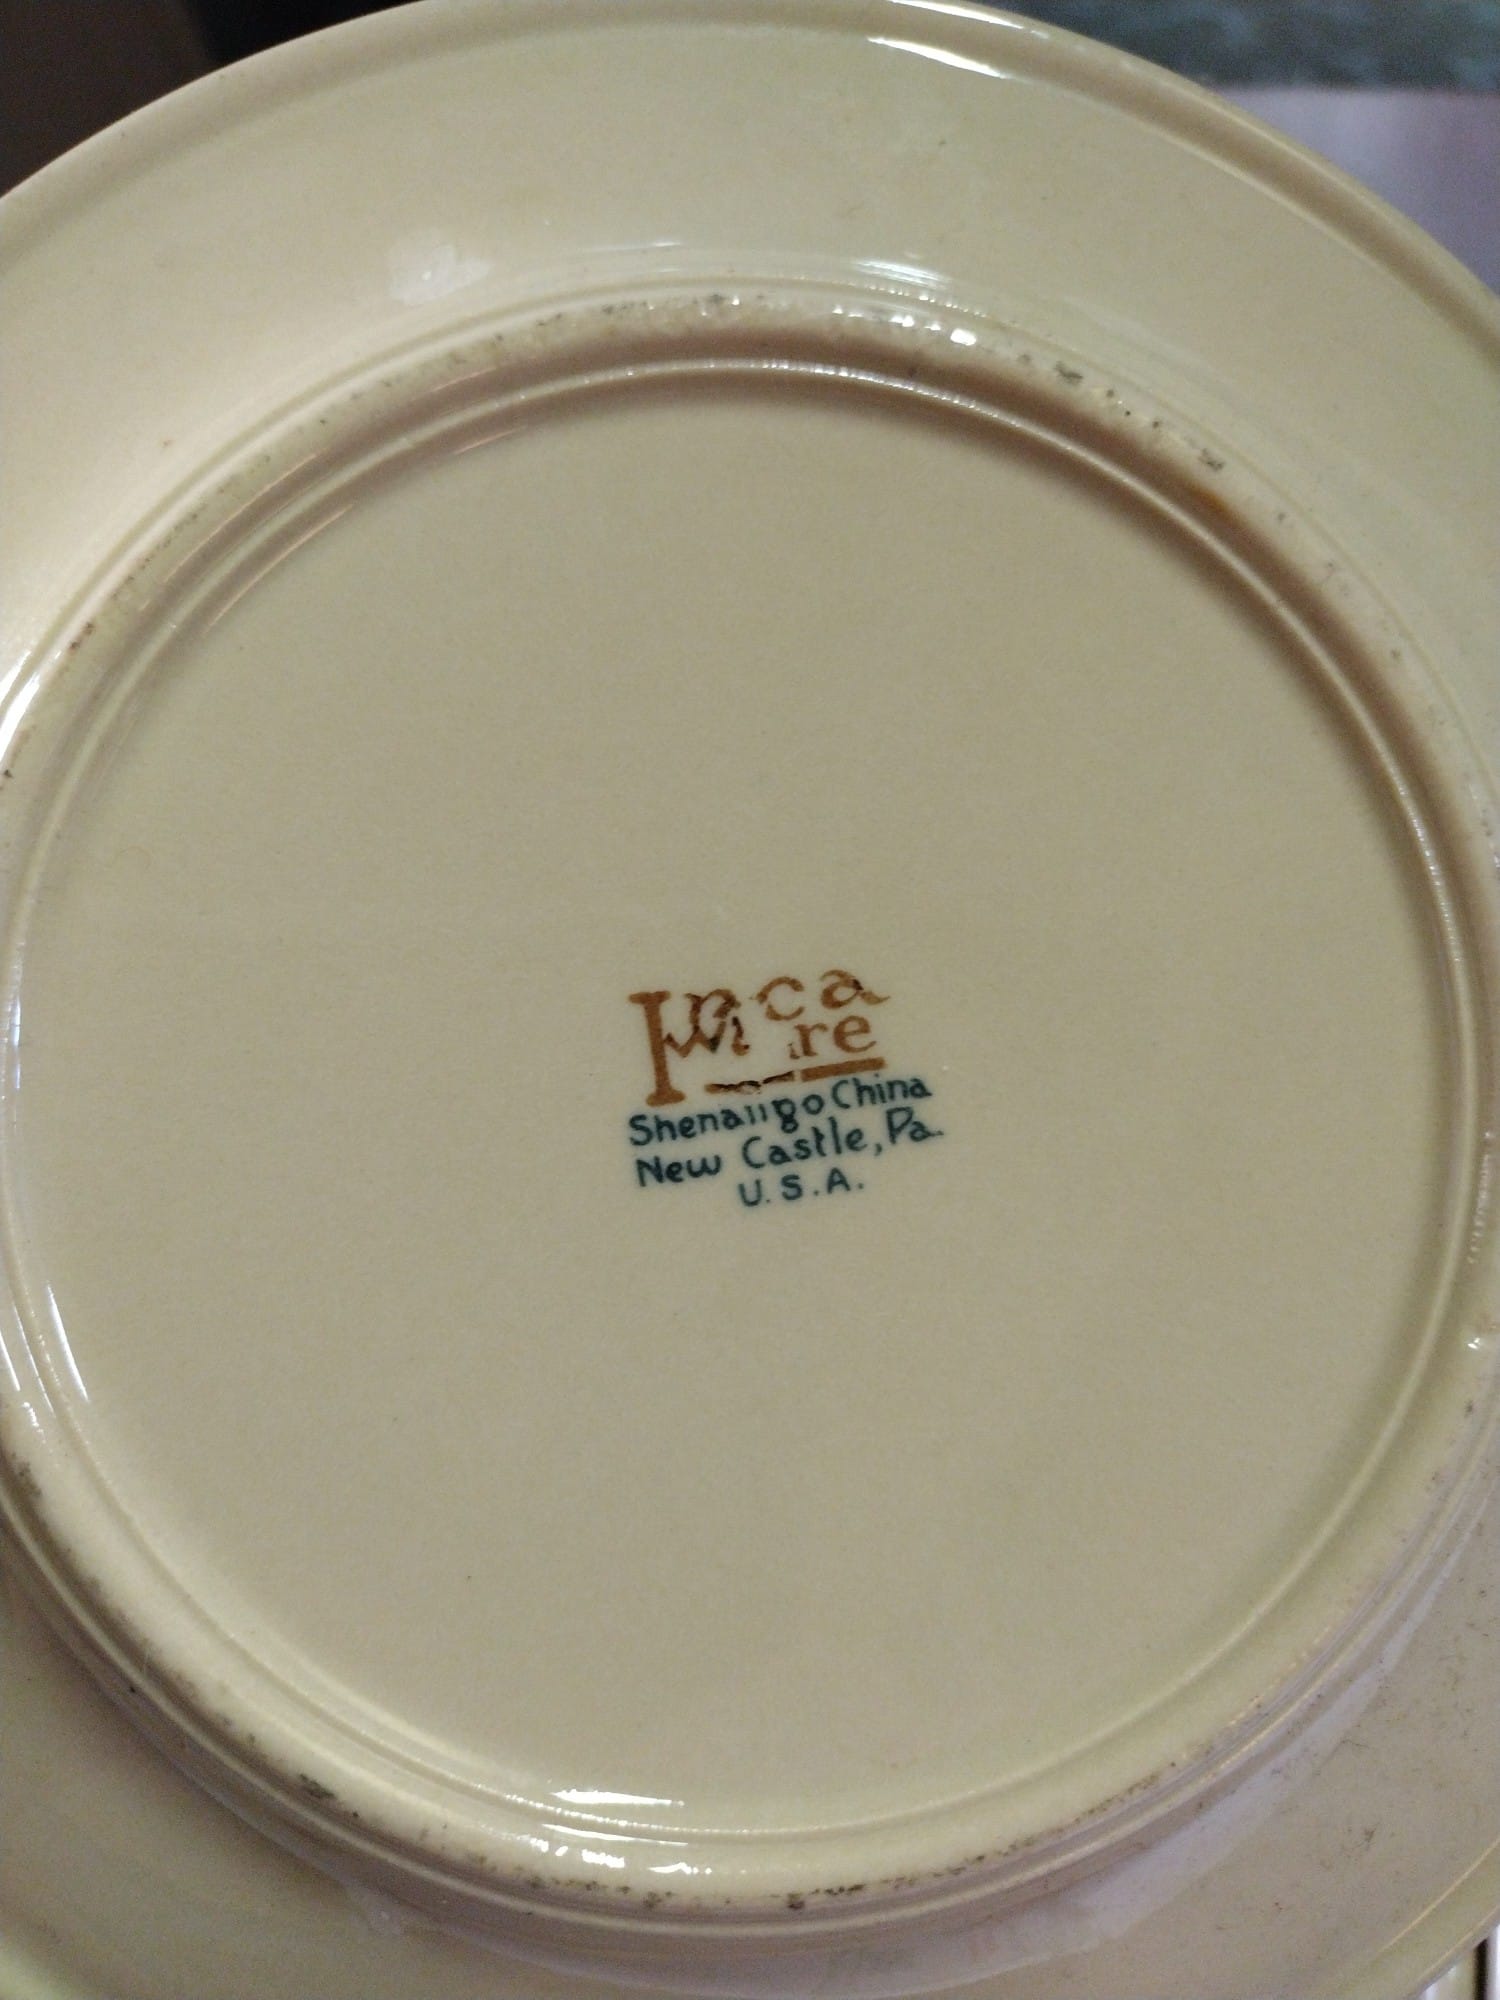 Inca
Ware
Shenango China
New Castle, Pa.
U.S.A.